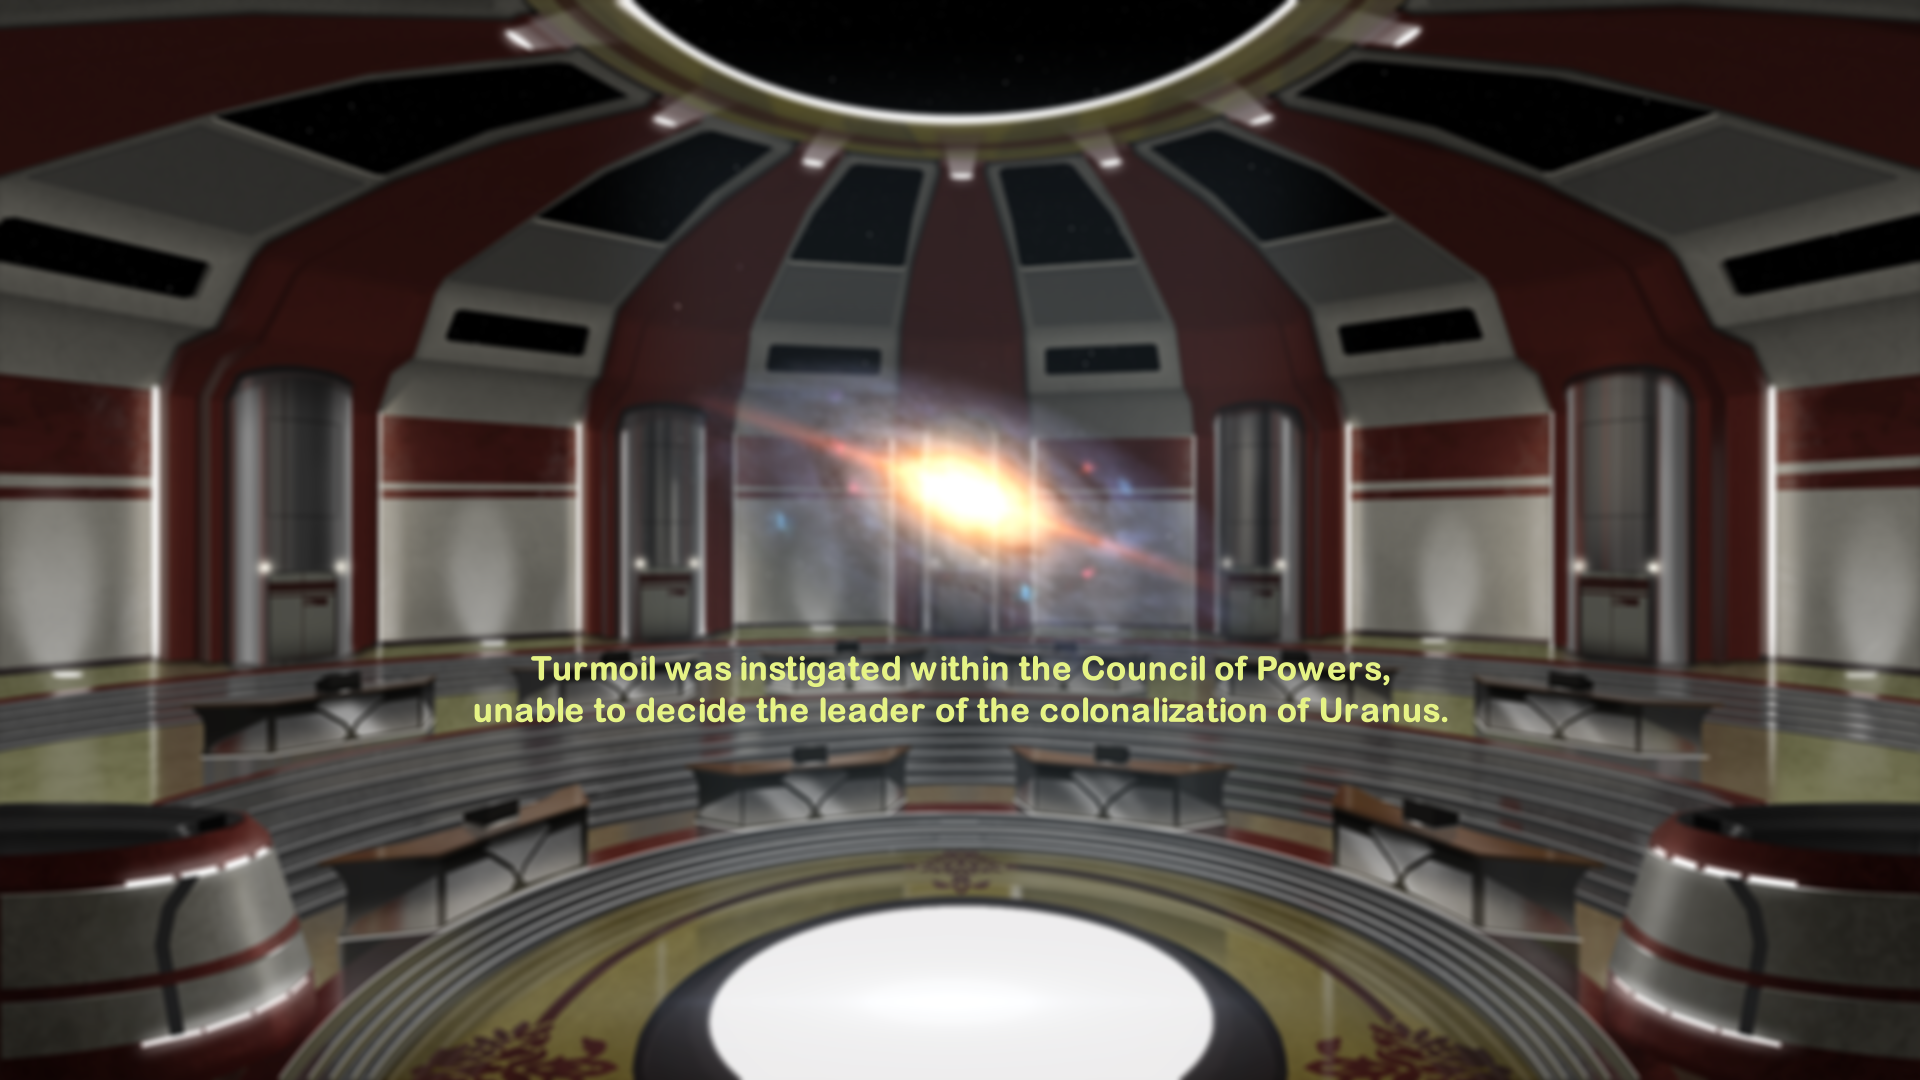 Turmoil was instigated within the Council of Powers,
unable to decide the leader of the colonalization of Uranus.